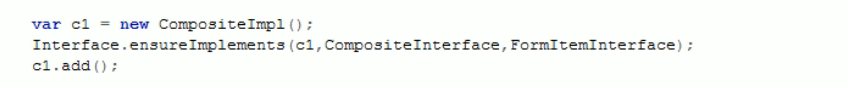 var c1 = new CompositeImpl();
Interface.ensureImplements(c1,CompositeInterface,FormItemInterface);
c1.add();